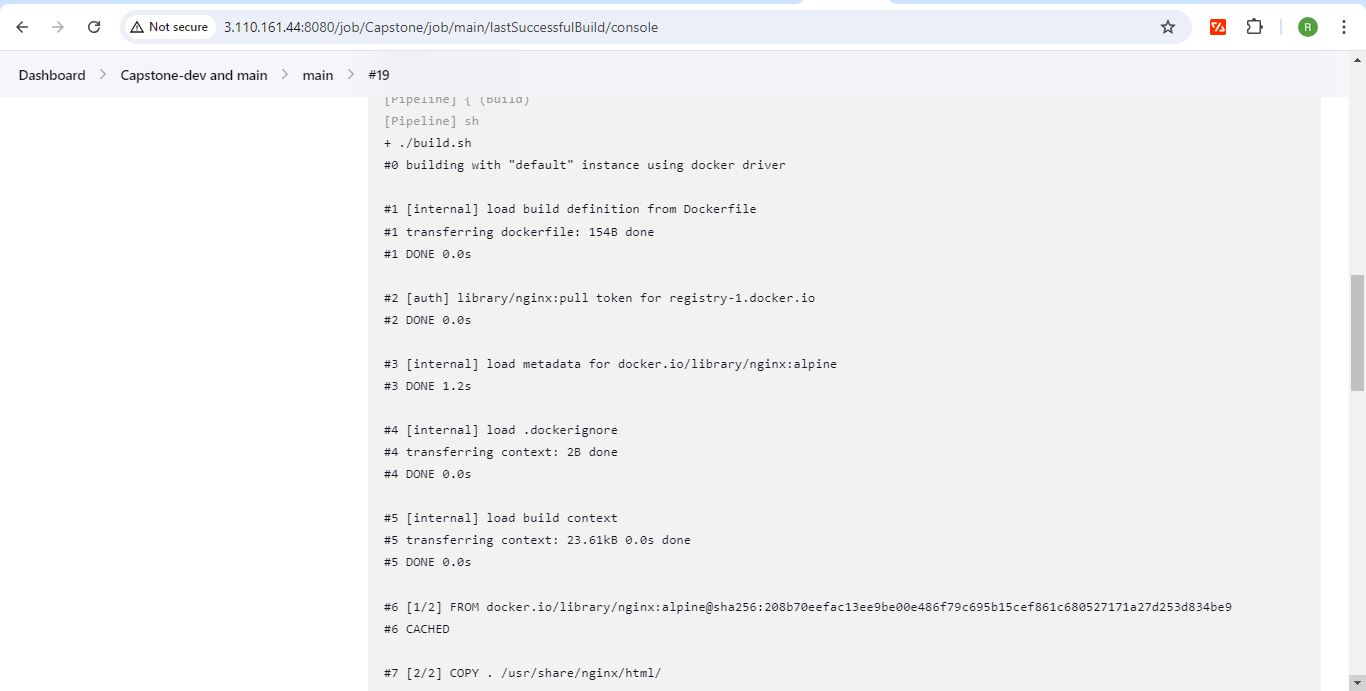 Not secure 3.110.161.44:8080/job/Capstone/job/main/lastSuccessfulBuild/console R
Dashboard > Capstone-dev and main > main > #19
[Pipeline] { (Build)
[Pipeline] sh
+ ./build.sh
#0 building with "default" instance using docker driver
#1 [internal] load build definition from Dockerfile
#1 transferring dockerfile: 154B done
#1 DONE 0.0s
#2 [auth] library/nginx:pull token for registry-1.docker.io
#2 DONE 0.0s
#3 [internal] load metadata for docker.io/library/nginx:alpine
#3 DONE 1.2s
#4 [internal] load .dockerignore
#4 transferring context: 2B done
#4 DONE 0.0s
#5 [internal] load build context
#5 transferring context: 23.61kB 0.0s done
#5 DONE 0.0s
#6 [1/2] FROM docker.io/library/nginx:alpine@sha256:208b70eefac13ee9be00e486f79c695b15cef861c680527171a27d253d834be9
#6 CACHED
#7 [2/2] COPY . /usr/share/nginx/html/